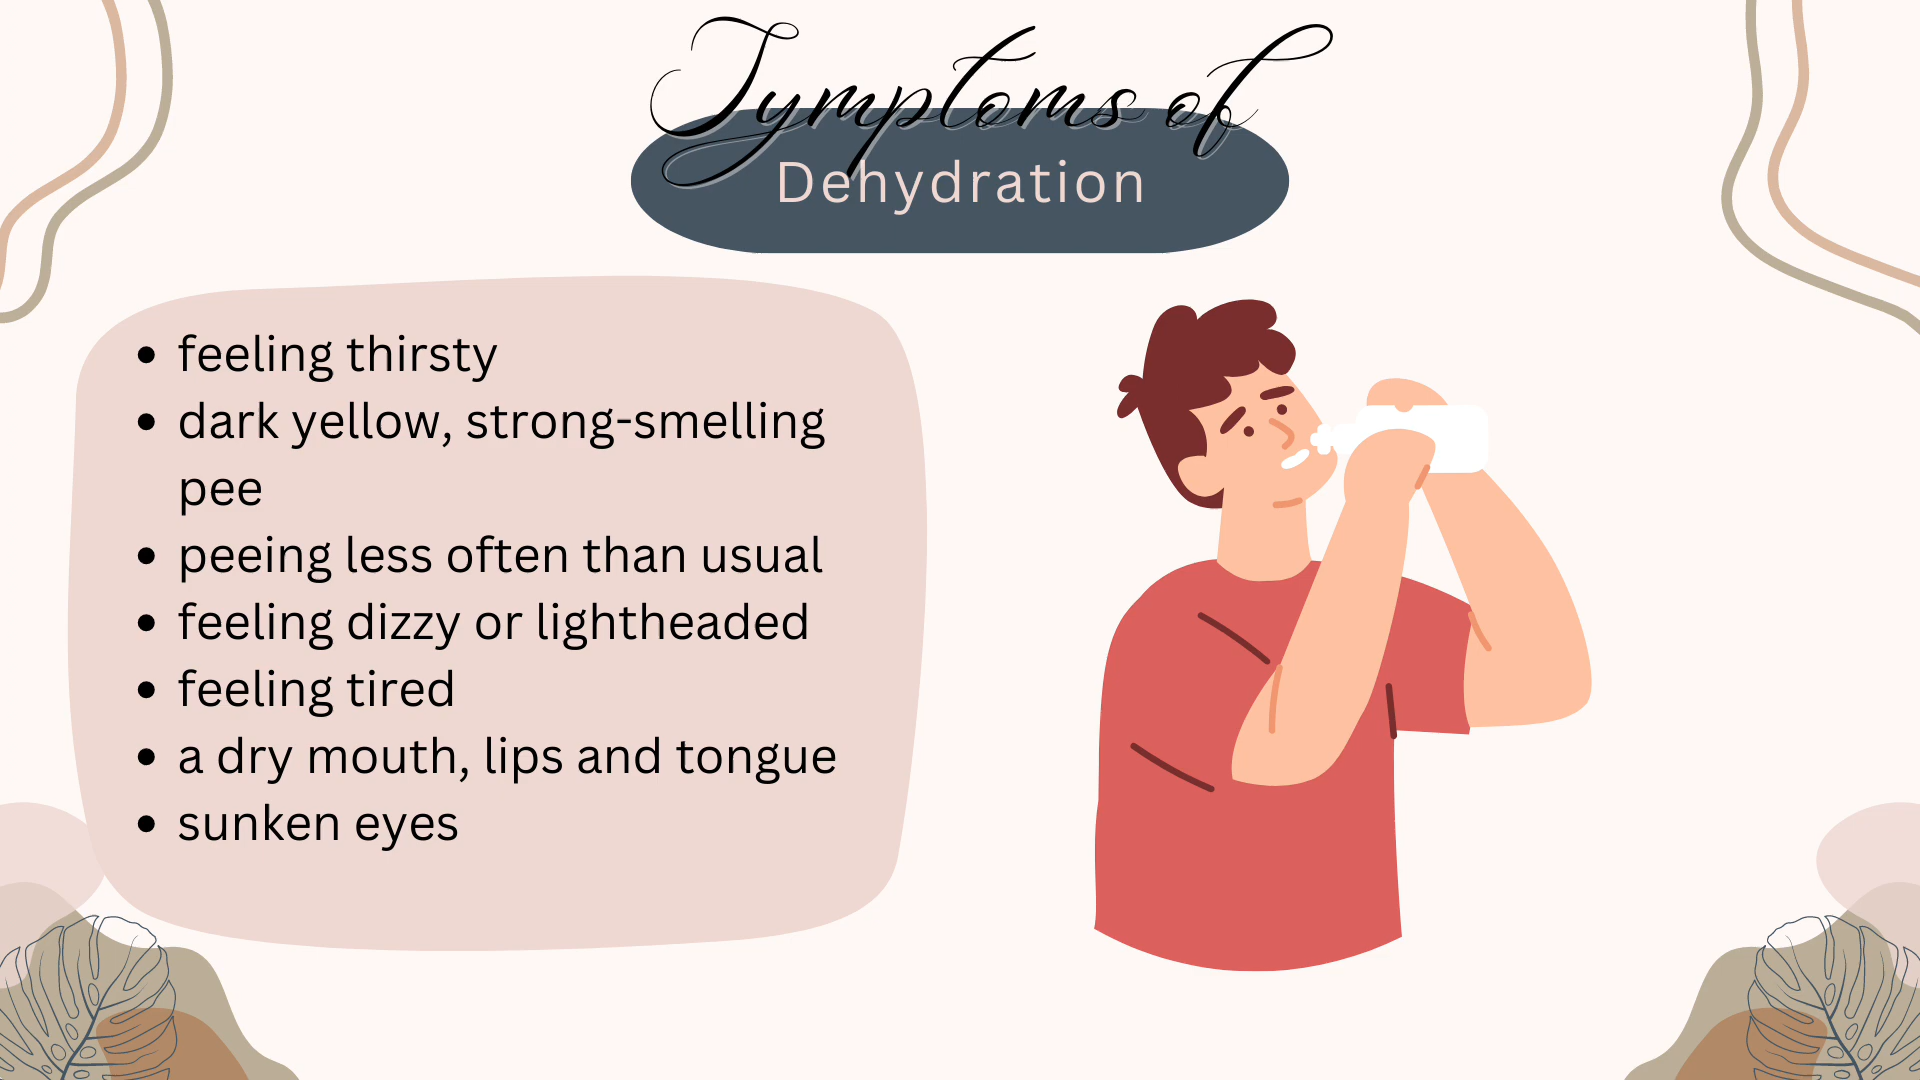 Symptoms of
Dehydration
• feeling thirsty
• dark yellow, strong-smelling
pee
• peeing less often than usual
• feeling dizzy or lightheaded
• feeling tired
• a dry mouth, lips and tongue
• sunken eyes